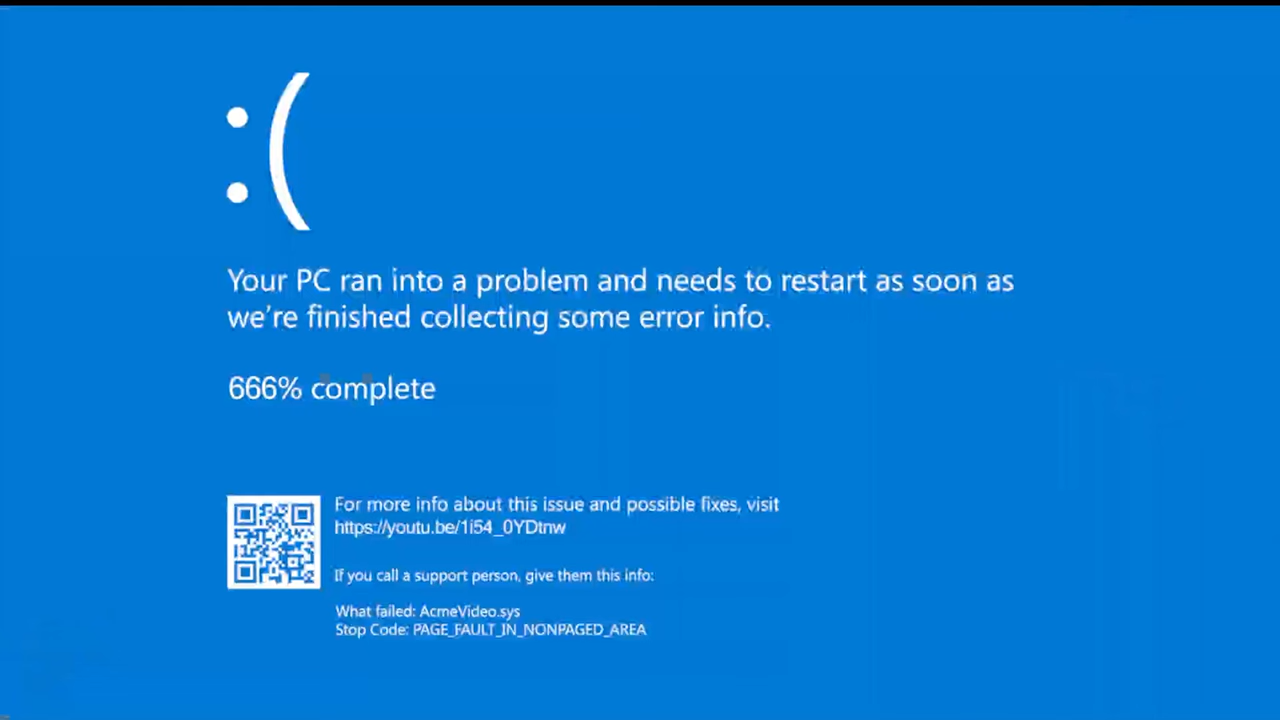 :(
Your PC ran into a problem and needs to restart as soon as
we're finished collecting some error info.
666% complete
For more info about this issue and possible fixes, visit
https://youtu.be/1i54_0YDtnw
If you call a support person, give them this info:
What failed: AcmeVideo.sys
Stop Code: PAGE_FAULT_IN_NONPAGED_AREA